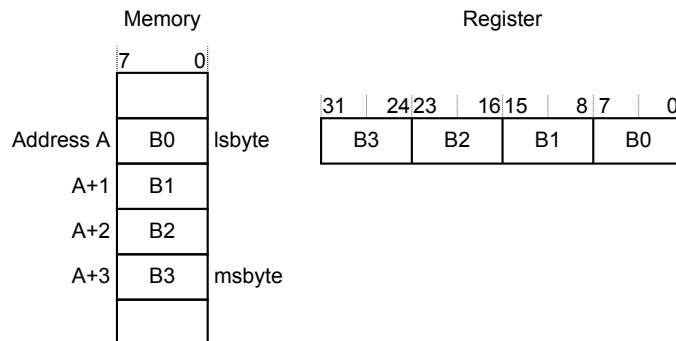 Memory
Register
7 0
31 24 23 16 15 8 7 0
Address A B0 lsbyte
B3 B2 B1 B0
A+1 B1
A+2 B2
A+3 B3 msbyte